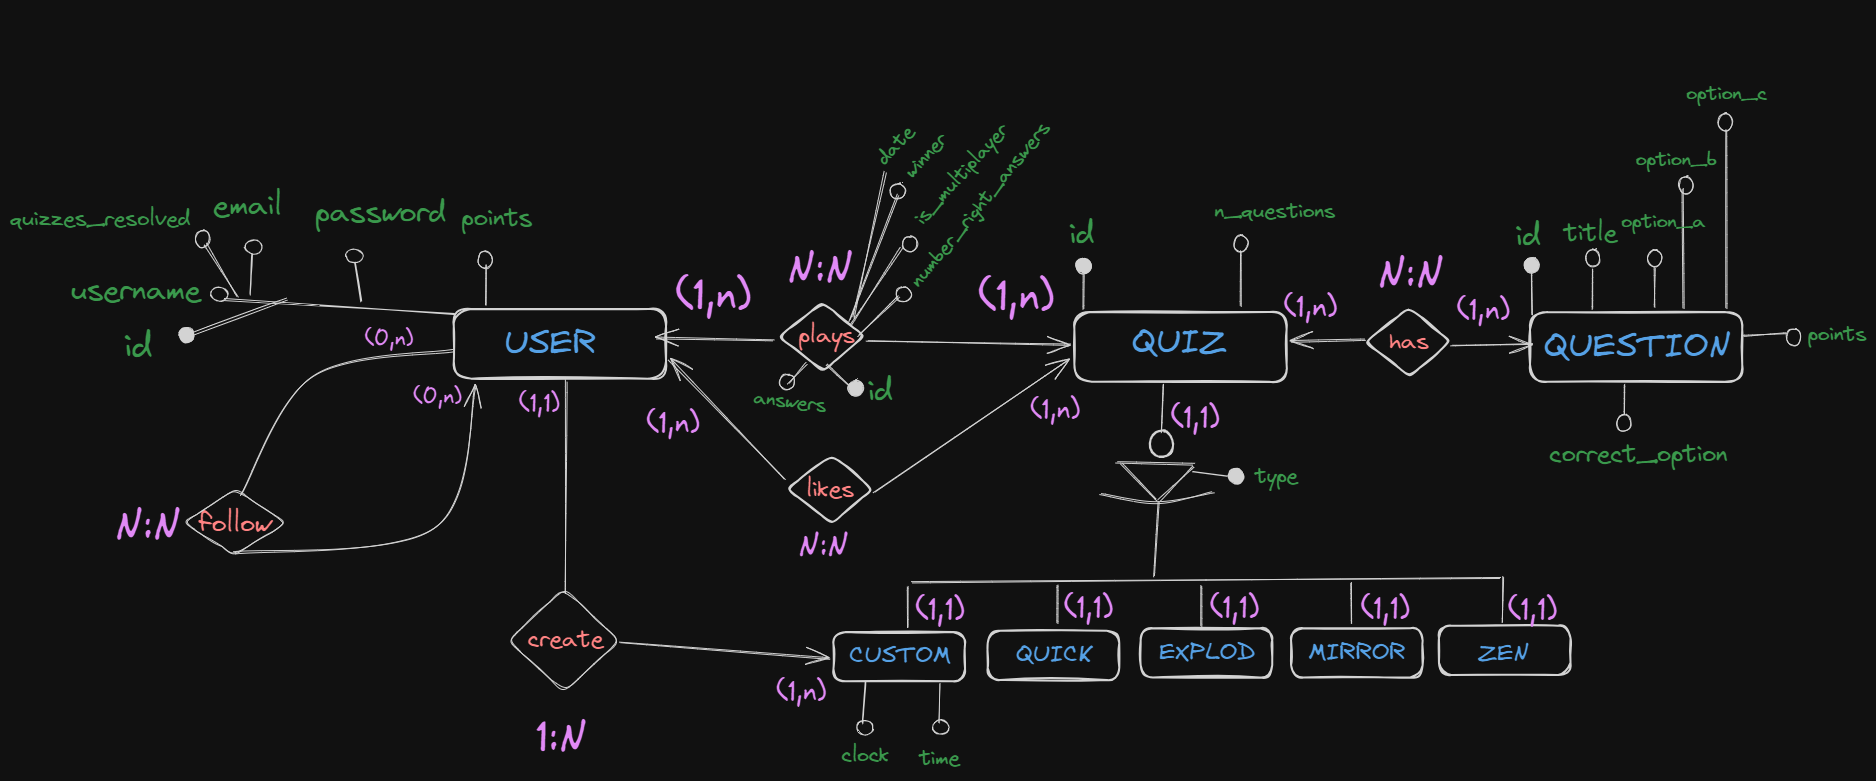 option_c
date
winner
is_multiplayer
number_right_answers
option_b
quizzes_resolved
email
password
points
n_questions
id
id
title
option_a
N:N
N:N
username
(1,n)
(1,n)
(1,n)
(1,n)
id
(0,n)
USER
plays
QUIZ
has
QUESTION
points
(0,n)
(1,1)
(1,n)
answers
id
(1,n)
(1,1)
correct_option
type
likes
N:N
follow
N:N
create
(1,1)
(1,1)
(1,1)
(1,1)
(1,1)
CUSTOM
QUICK
EXPLOD
MIRROR
ZEN
(1,n)
1:N
clock
time